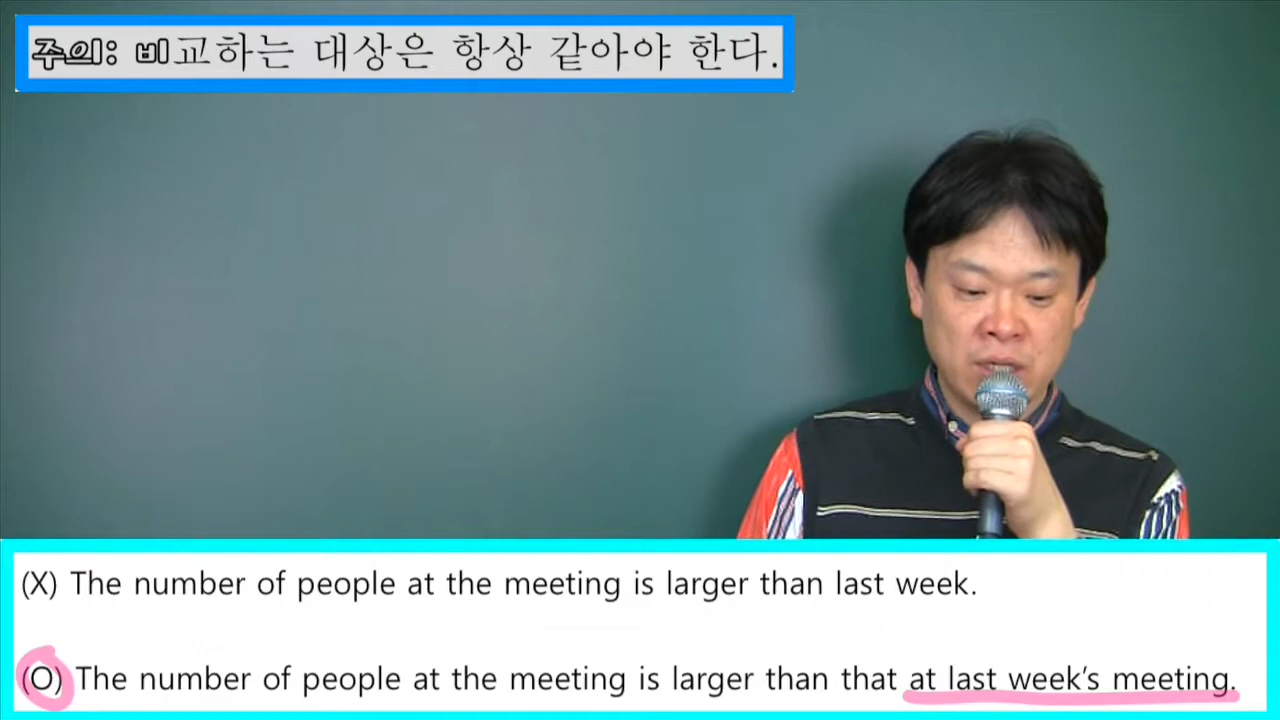 주의: 비교하는 대상은 항상 같아야 한다.
(X) The number of people at the meeting is larger than last week.
(O) The number of people at the meeting is larger than that at last week's meeting.